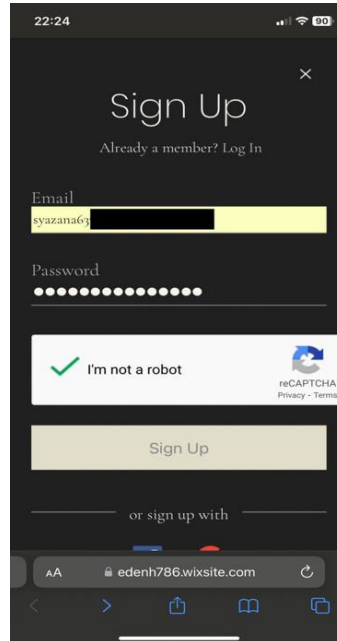 22:24
90
×
Sign Up
Already a member? Log In
Email
syazana63
Password
●●●●●●●●●●●●●●●
I'm not a robot
reCAPTCHA
Privacy - Terms
Sign Up
or sign up with
AA edenh786.wixsite.com